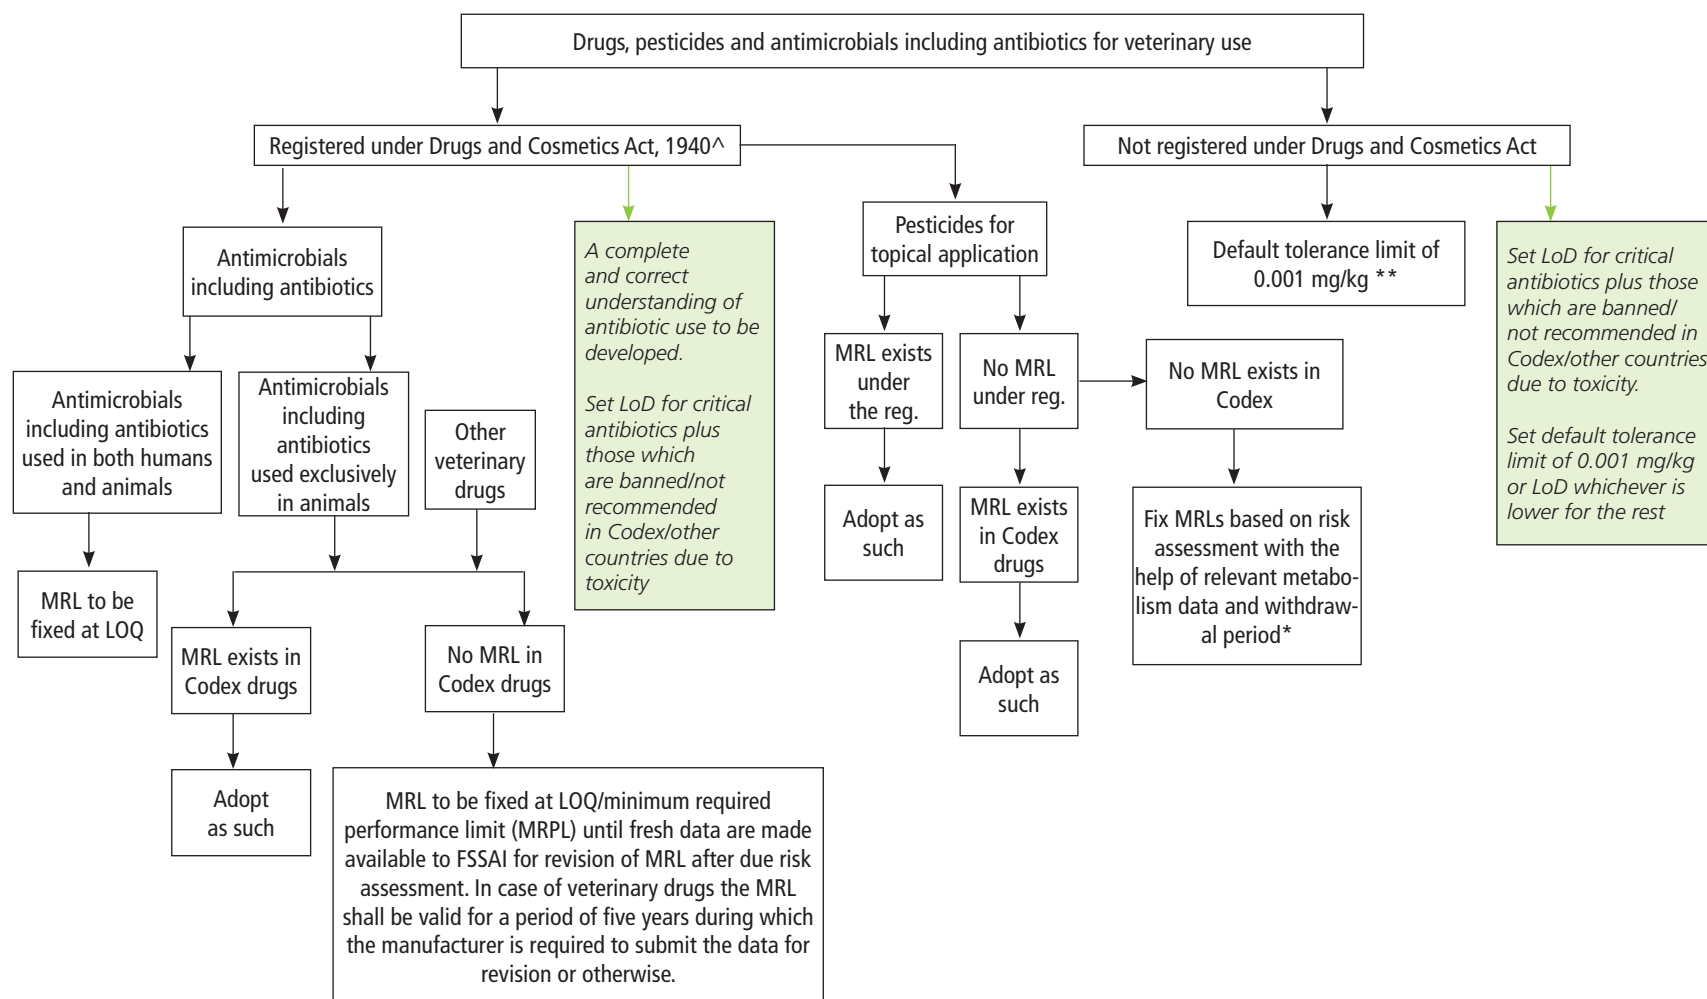 Drugs, pesticides and antimicrobials including antibiotics for veterinary use
Registered under Drugs and Cosmetics Act, 1940^
Not registered under Drugs and Cosmetics Act
Antimicrobials
including antibiotics
A complete
and correct
understanding of
antibiotic use to be
developed.
Set LoD for critical
antibiotics plus
those which
are banned/not
recommended
in Codex/other
countries due to
toxicity
Pesticides for
topical application
Default tolerance limit of
0.001 mg/kg **
Set LoD for critical
antibiotics plus those
which are banned/
not recommended in
Codex/other countries
due to toxicity.
Set default tolerance
limit of 0.001 mg/kg
or LoD whichever is
lower for the rest
Antimicrobials
including antibiotics
used in both humans
and animals
Antimicrobials
including
antibiotics
used exclusively
in animals
Other
veterinary
drugs
MRL exists
under
the reg.
No MRL
under reg.
No MRL exists in
Codex
MRL to be
fixed at LOQ
MRL exists in
Codex drugs
No MRL in
Codex drugs
Adopt as
such
MRL exists
in Codex
drugs
Fix MRLs based on risk
assessment with the
help of relevant metabo-
lism data and withdraw-
al period*
Adopt as
such
Adopt
as such
MRL to be fixed at LOQ/minimum required
performance limit (MRPL) until fresh data are made
available to FSSAI for revision of MRL after due risk
assessment. In case of veterinary drugs the MRL
shall be valid for a period of five years during which
the manufacturer is required to submit the data for
revision or otherwise.